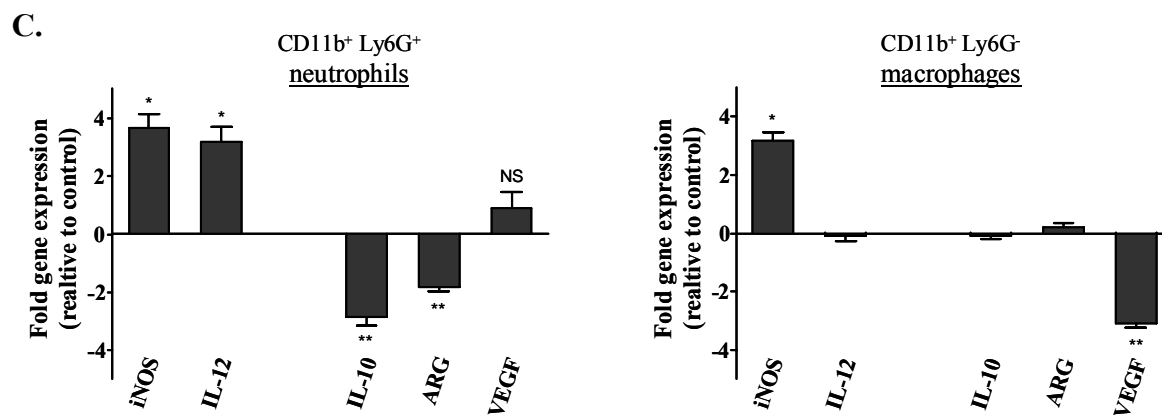 C.
CD11b+ Ly6G+
neutrophils
Fold gene expression
(realtive to control)
4
2
0
-2
-4
*
*
**
**
NS
iNOS
IL-12
IL-10
ARG
VEGF
CD11b+ Ly6G-
macrophages
Fold gene expression
(realtive to control)
4
2
0
-2
-4
*
**
iNOS
IL-12
IL-10
ARG
VEGF